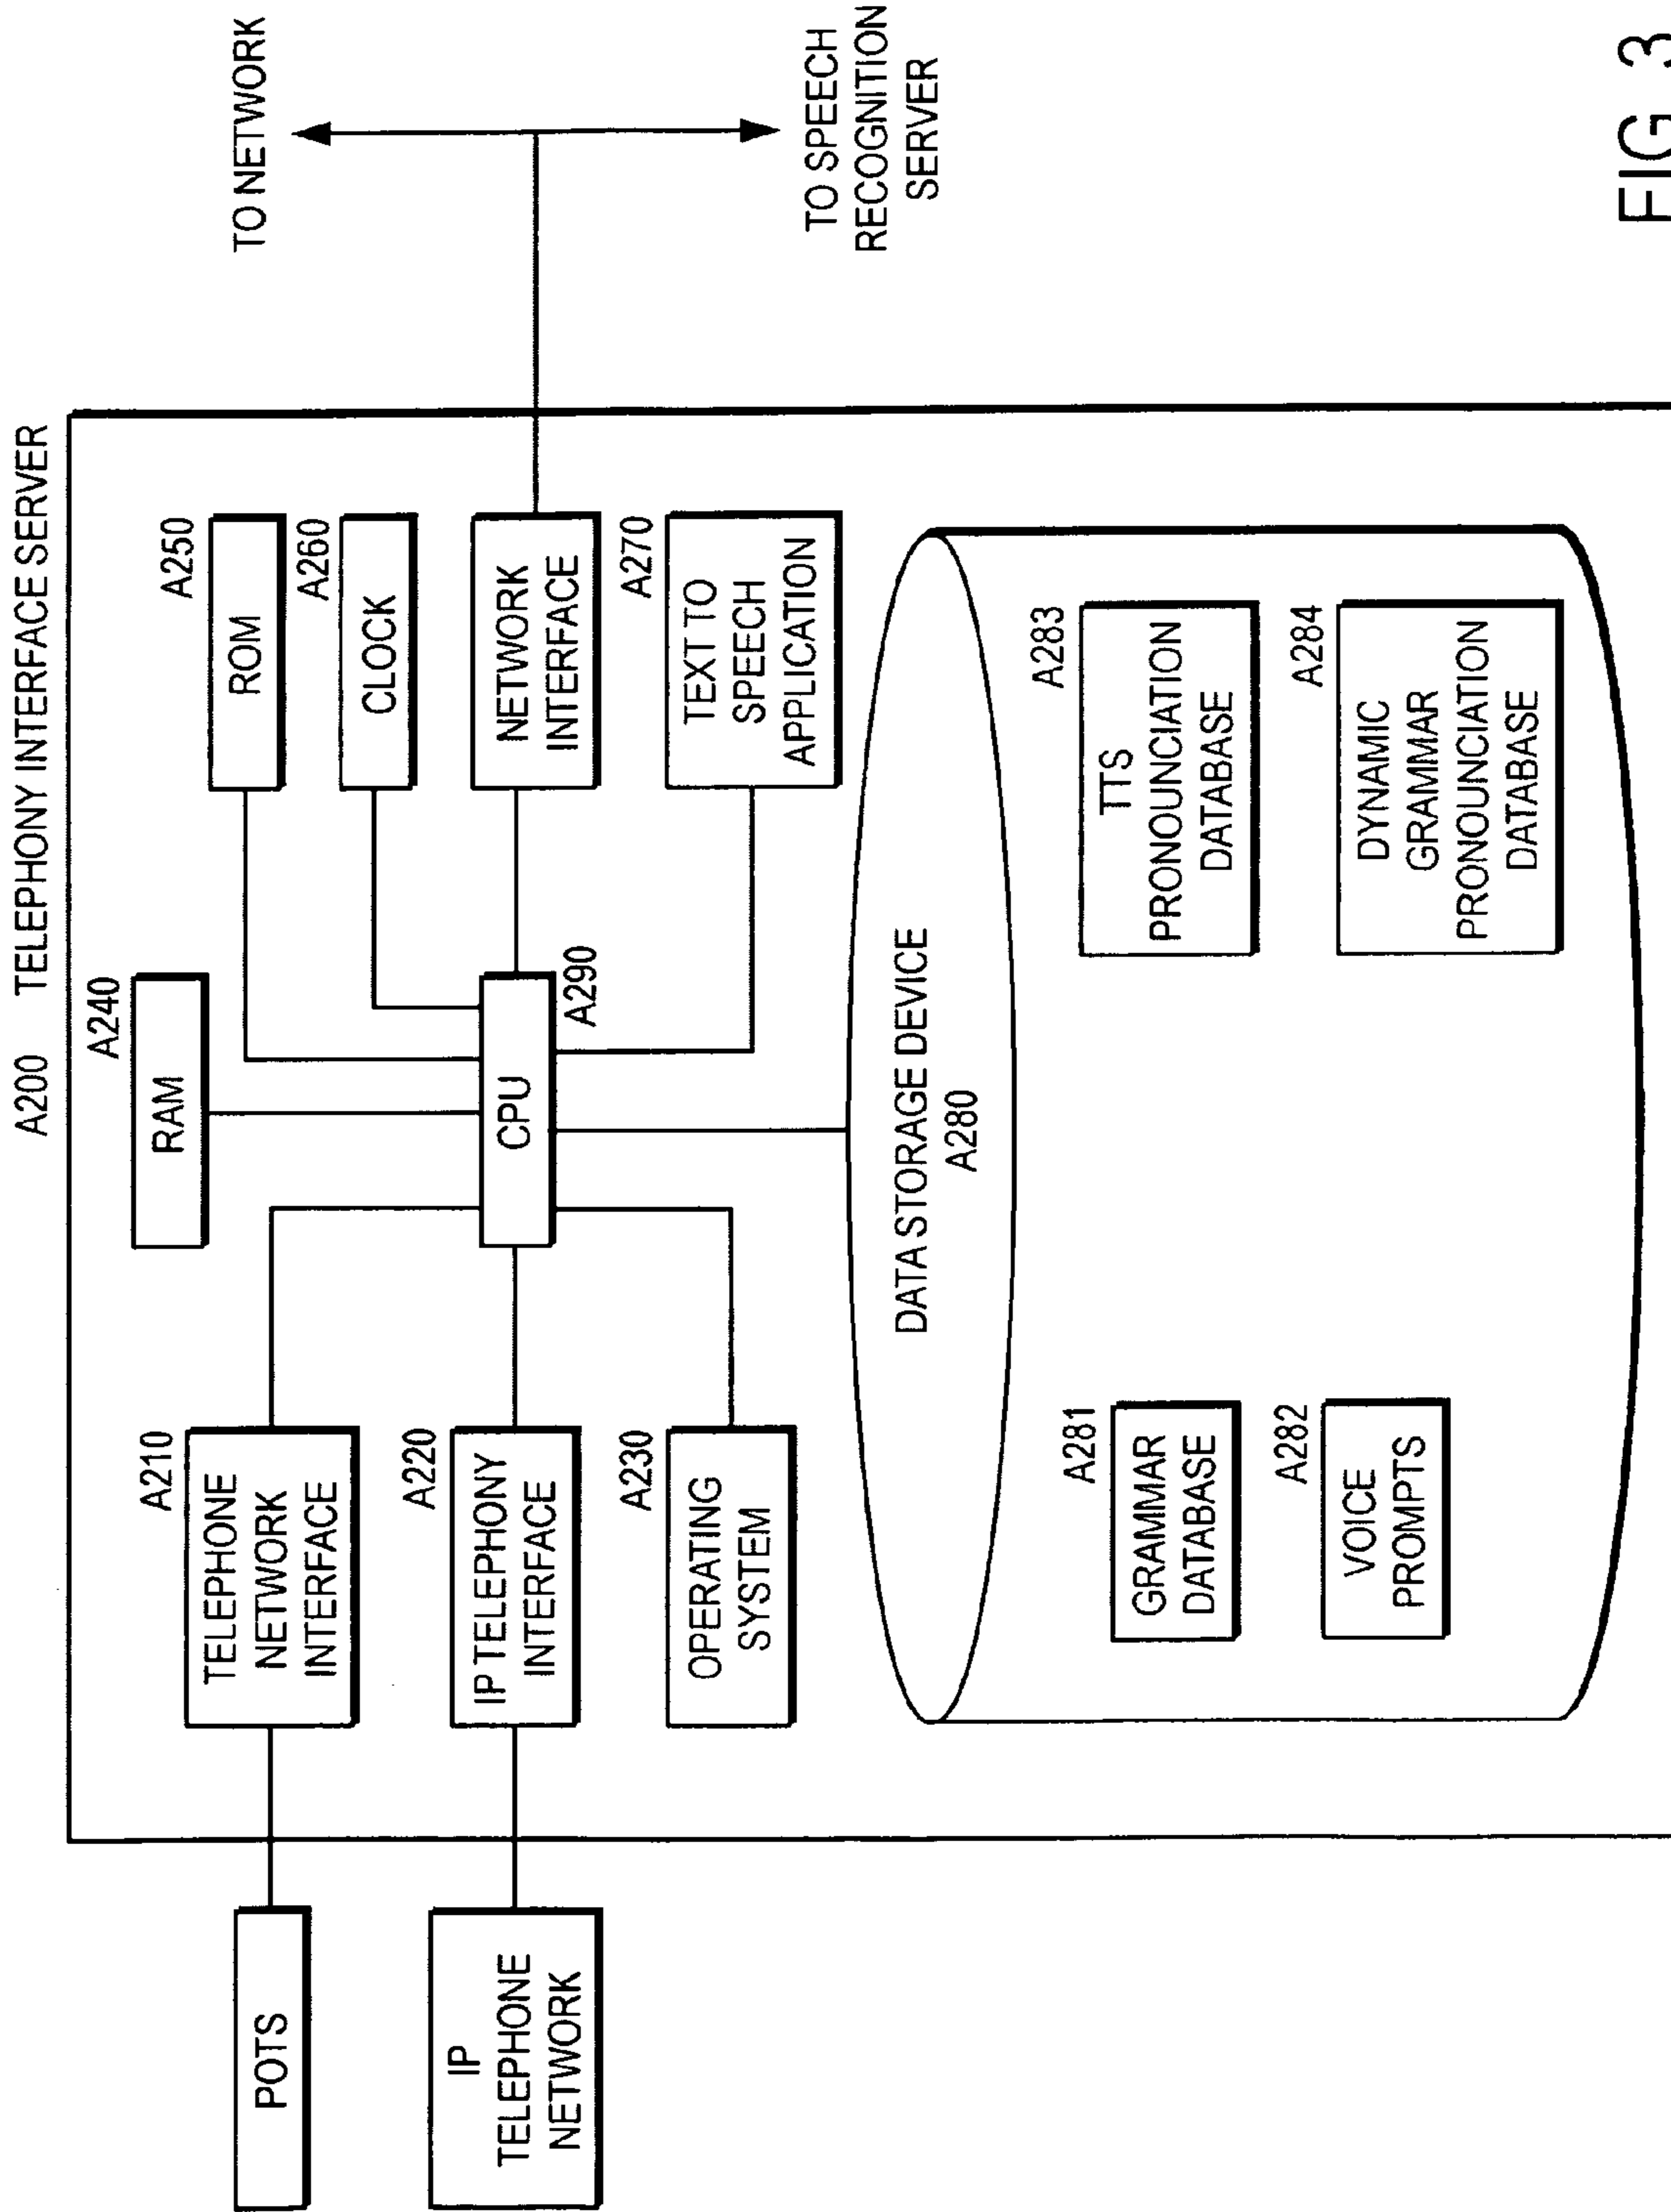 A200 TELEPHONY INTERFACE SERVER
POTS
IP
TELEPHONE
NETWORK
A210
TELEPHONE
NETWORK
INTERFACE
A220
IP TELEPHONY
INTERFACE
A230
OPERATING
SYSTEM
A240
RAM
CPU
A290
A250
ROM
A260
CLOCK
NETWORK
INTERFACE
A270
TEXT TO
SPEECH
APPLICATION
TO NETWORK
TO SPEECH
RECOGNITION
SERVER
DATA STORAGE DEVICE
A280
A281
GRAMMAR
DATABASE
A282
VOICE
PROMPTS
A283
TTS
PRONOUNCIATION
DATABASE
A284
DYNAMIC
GRAMMAR
PRONOUNCIATION
DATABASE
FIG. 3